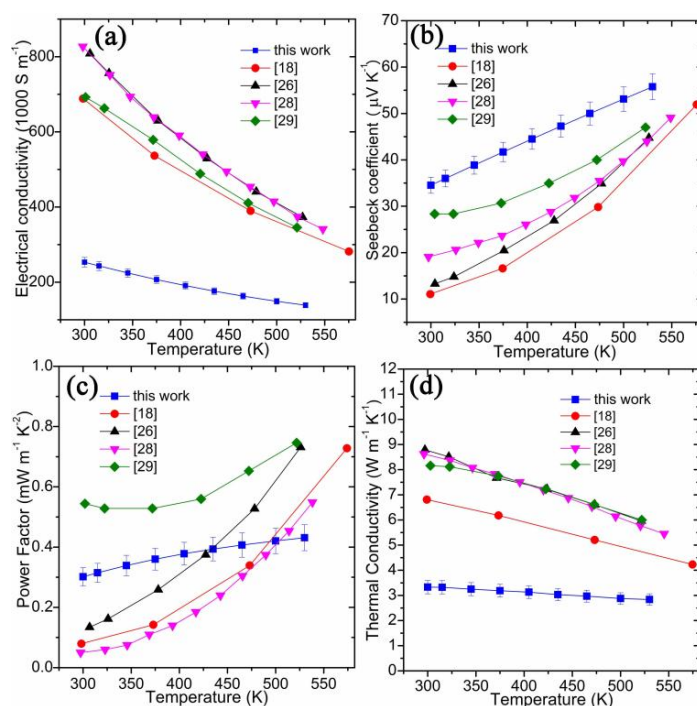 (a)
this work
[18]
[26]
[28]
[29]
Electrical conductivity (1000 S m⁻¹)
800
600
400
200
300 350 400 450 500 550
Temperature (K)
(b)
this work
[18]
[26]
[28]
[29]
Seebeck coefficient ( μV K⁻¹)
80
70
60
50
40
30
20
10
300 350 400 450 500 550
Temperature (K)
(c)
this work
[18]
[26]
[28]
[29]
Power Factor (mW m⁻¹ K⁻²)
1.0
0.8
0.6
0.4
0.2
0.0
300 350 400 450 500 550
Temperature (K)
(d)
this work
[18]
[26]
[28]
[29]
Thermal Conductivity (W m⁻¹ K⁻¹)
12
11
10
9
8
7
6
5
4
3
2
1
0
300 350 400 450 500 550
Temperature (K)